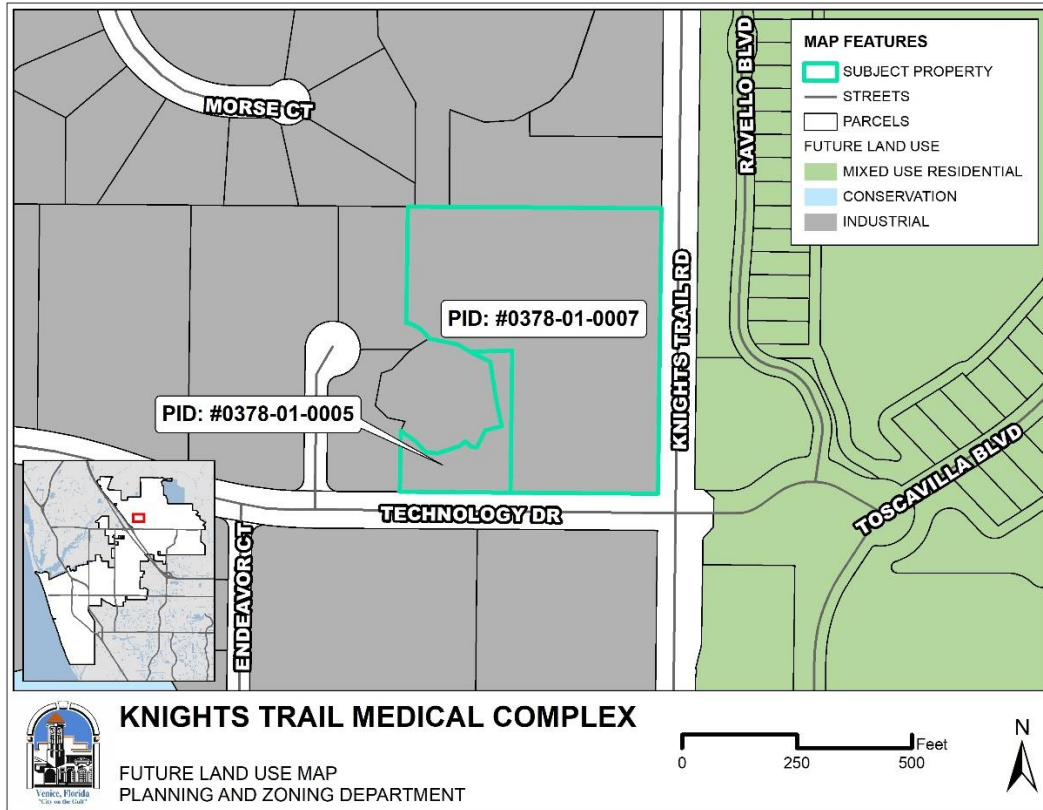 MORSE CT
RAVELLO BLVD
MAP FEATURES
SUBJECT PROPERTY
STREETS
PARCELS
FUTURE LAND USE
MIXED USE RESIDENTIAL
CONSERVATION
INDUSTRIAL
PID: #0378-01-0007
KNIGHTS TRAIL RD
PID: #0378-01-0005
TOSCAVILLA BLVD
TECHNOLOGY DR
ENDEAVOR CT
KNIGHTS TRAIL MEDICAL COMPLEX
FUTURE LAND USE MAP
PLANNING AND ZONING DEPARTMENT
Venice, Florida
"City on the Gulf"
Feet
0 250 500
N